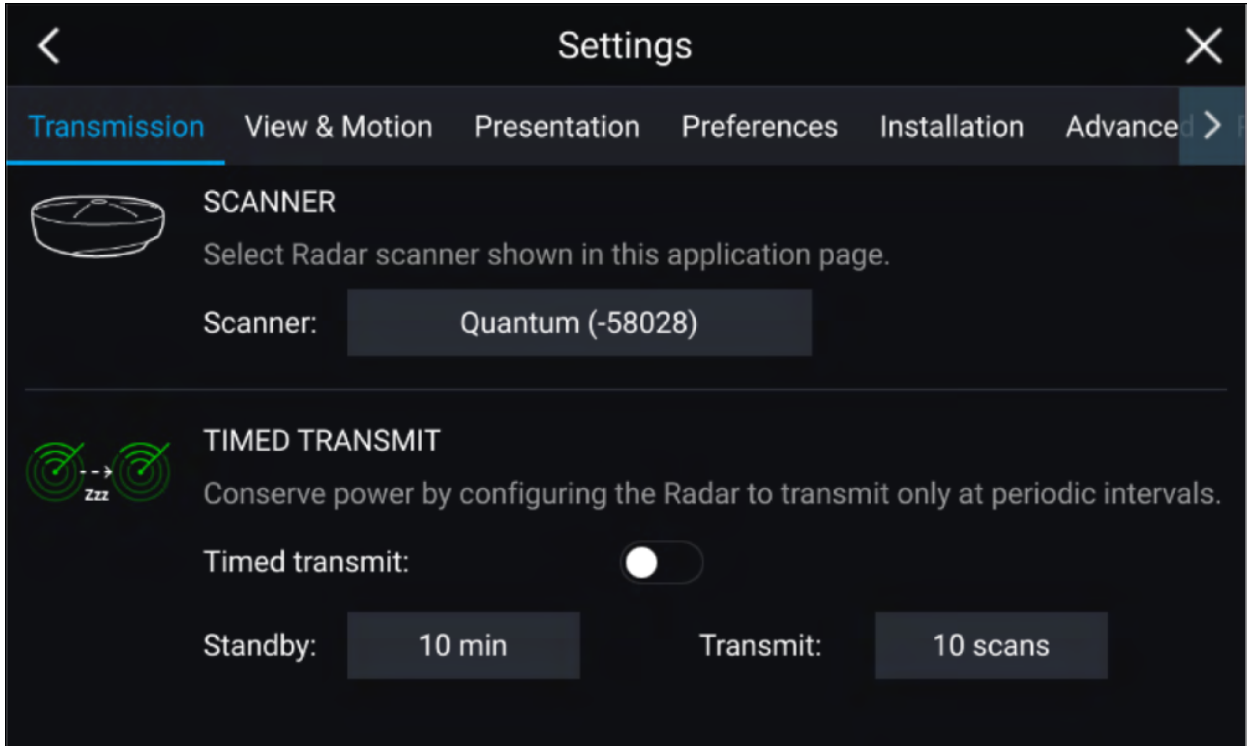 Settings
Transmission View & Motion Presentation Preferences Installation Advanced
SCANNER
Select Radar scanner shown in this application page.
Scanner: Quantum (-58028)
TIMED TRANSMIT
Zzz
Conserve power by configuring the Radar to transmit only at periodic intervals.
Timed transmit:
Standby: 10 min Transmit: 10 scans